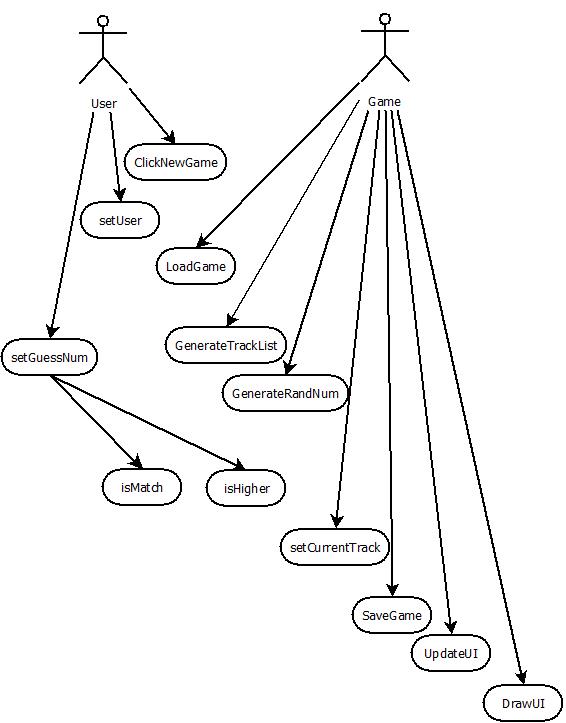 User
Game
ClickNewGame
setUser
LoadGame
GenerateTrackList
setGuessNum
GenerateRandNum
isMatch
isHigher
setCurrentTrack
SaveGame
UpdateUI
DrawUI